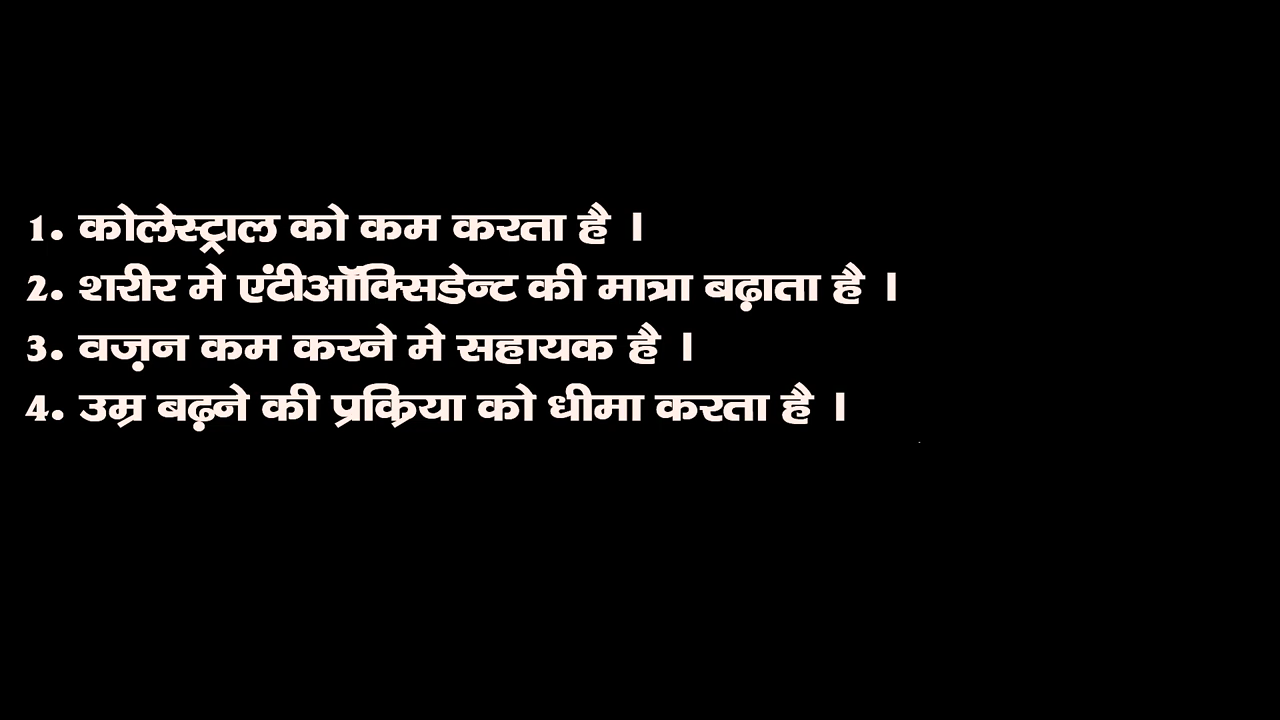 1. कोलेस्ट्राल को कम करता है ।
2. शरीर मे एंटीऑक्सिडेन्ट की मात्रा बढ़ाता है ।
3. वज़न कम करने मे सहायक है ।
4. उम्र बढ़ने की प्रक्रिया को धीमा करता है ।